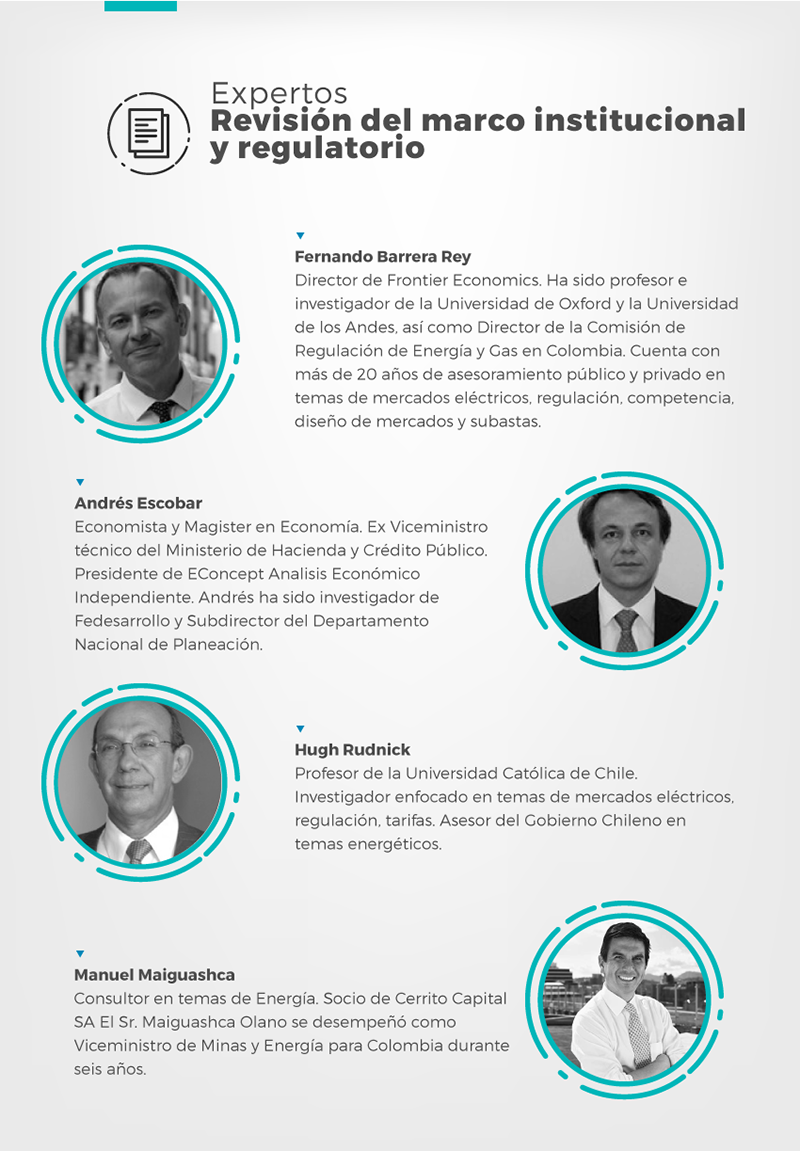 Expertos
Revisión del marco institucional
y regulatorio
Fernando Barrera Rey
Director de Frontier Economics. Ha sido profesor e
investigador de la Universidad de Oxford y la Universidad
de los Andes, así como Director de la Comisión de
Regulación de Energía y Gas en Colombia. Cuenta con
más de 20 años de asesoramiento público y privado en
temas de mercados eléctricos, regulación, competencia,
diseño de mercados y subastas.
Andrés Escobar
Economista y Magister en Economía. Ex Viceministro
técnico del Ministerio de Hacienda y Crédito Público.
Presidente de EConcept Analisis Económico
Independiente. Andrés ha sido investigador de
Fedesarrollo y Subdirector del Departamento
Nacional de Planeación.
Hugh Rudnick
Profesor de la Universidad Católica de Chile.
Investigador enfocado en temas de mercados eléctricos,
regulación, tarifas. Asesor del Gobierno Chileno en
temas energéticos.
Manuel Maiguashca
Consultor en temas de Energía. Socio de Cerrito Capital
SA El Sr. Maiguashca Olano se desempeñó como
Viceministro de Minas y Energía para Colombia durante
seis años.